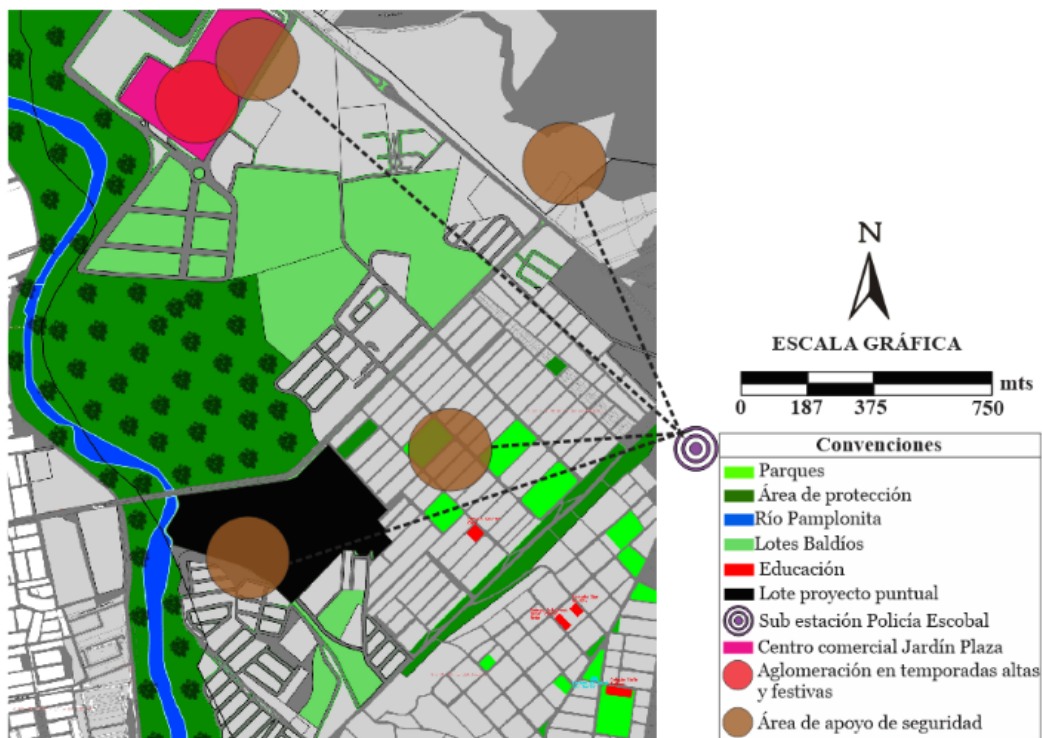 N
ESCALA GRÁFICA
mts
0 187 375 750
Convenciones
Parques
Área de protección
Río Pamplonita
Lotes Baldíos
Educación
Lote proyecto puntual
Sub estación Policía Escobal
Centro comercial Jardín Plaza
Aglomeración en temporadas altas
y festivas
Área de apoyo de seguridad